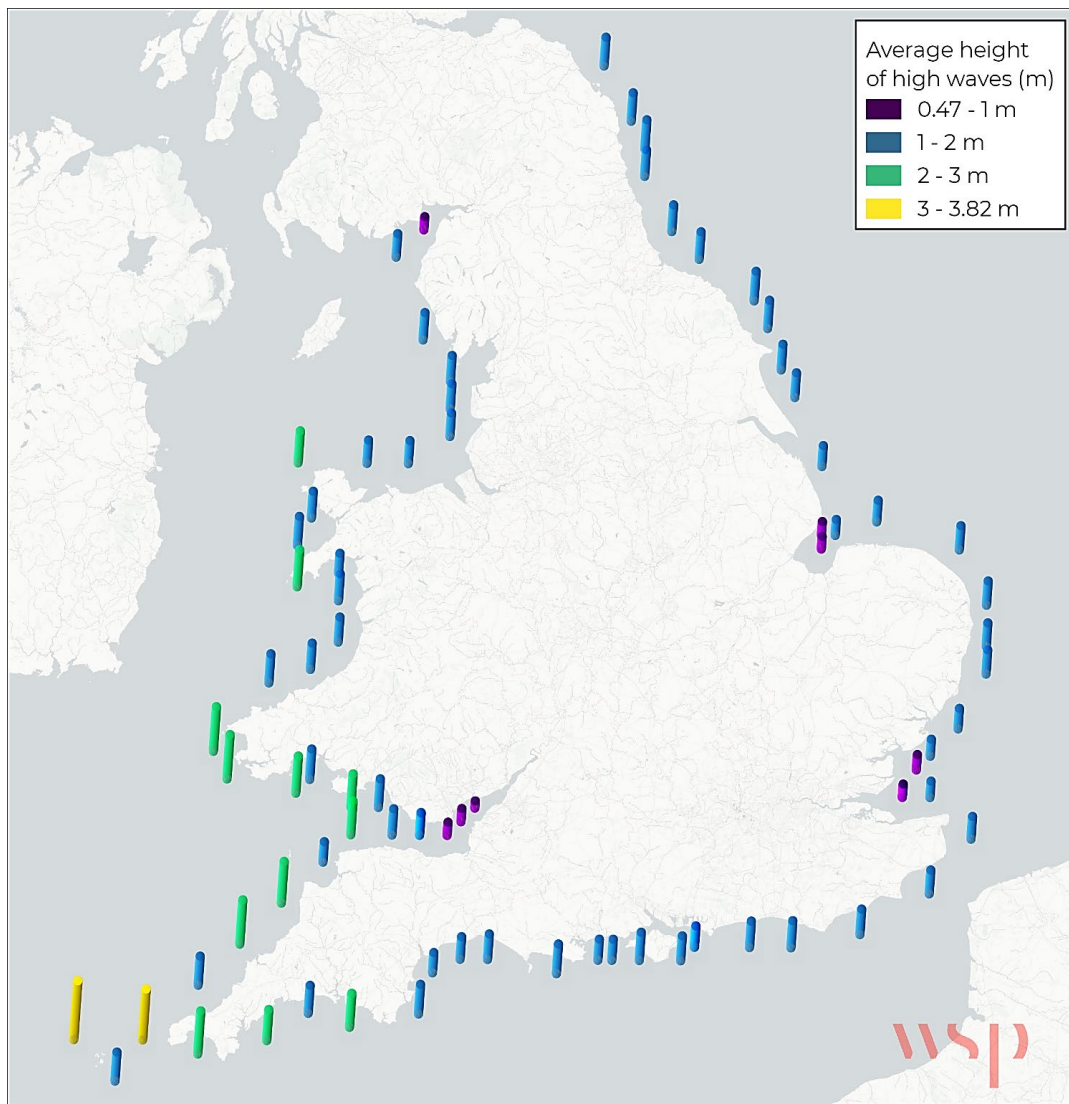 Average height
of high waves (m)
0.47 - 1 m
1 - 2 m
2 - 3 m
3 - 3.82 m
wsp